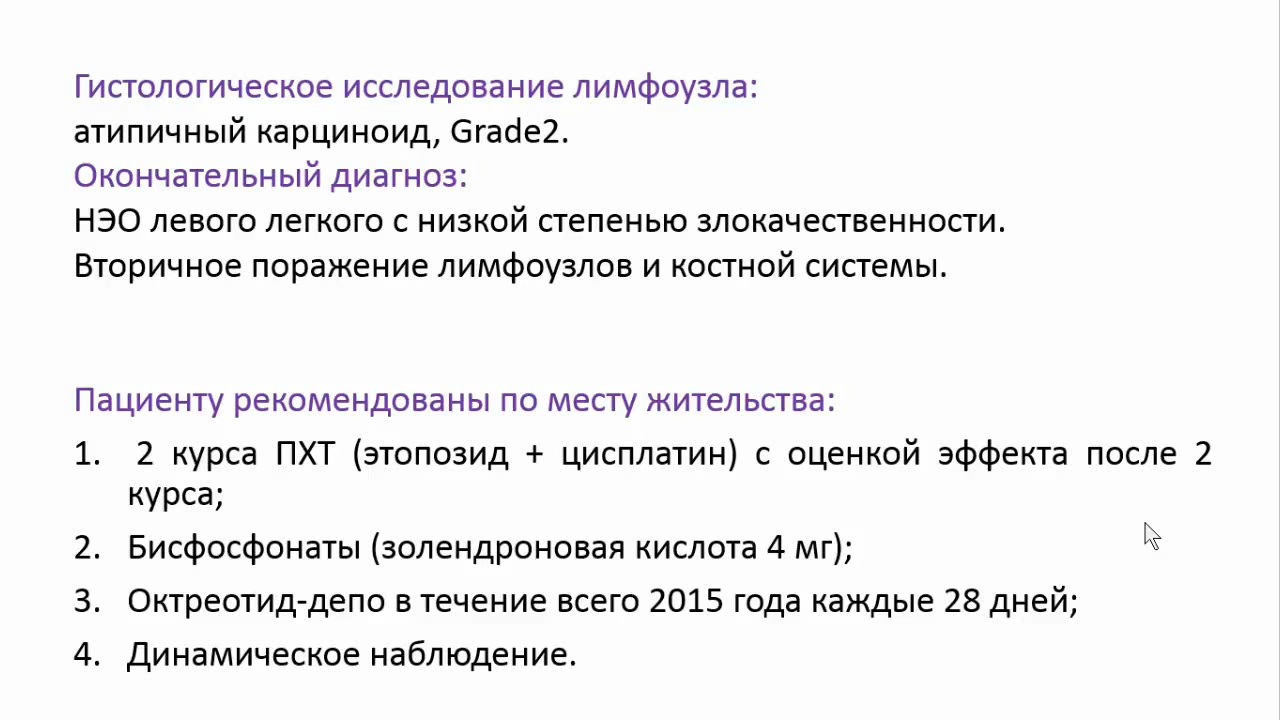 Гистологическое исследование лимфоузла:
атипичный карциноид, Grade2.
Окончательный диагноз:
НЭО левого легкого с низкой степенью злокачественности.
Вторичное поражение лимфоузлов и костной системы.
Пациенту рекомендованы по месту жительства:
1. 2 курса ПХТ (этопозид + цисплатин) с оценкой эффекта после 2
курса;
2. Бисфосфонаты (золендроновая кислота 4 мг);
3. Октреотид-депо в течение всего 2015 года каждые 28 дней;
4. Динамическое наблюдение.